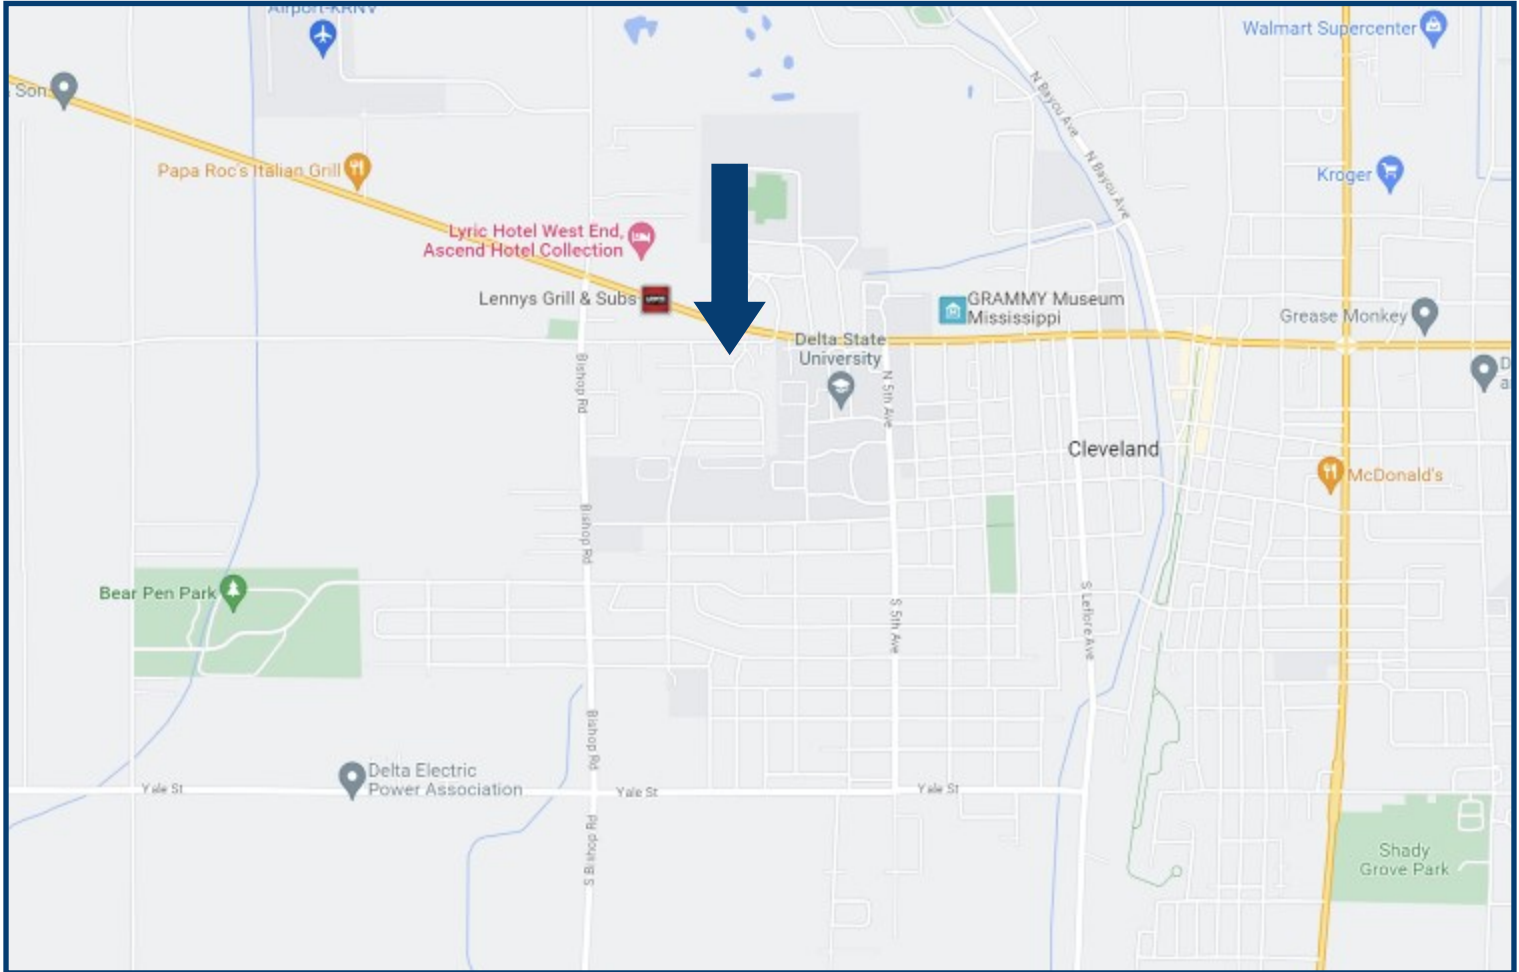 Airport-KRNV
Walmart Supercenter
Son
N Bayou Ave
Papa Roc's Italian Grill
N Bayou Ave
Kroger
Lyric Hotel West End,
Ascend Hotel Collection
Lennys Grill & Subs
GRAMMY Museum
Mississippi
Grease Monkey
Delta State
University
D
a
Bishop Rd
N 5th Ave
Cleveland
McDonald's
Bishop Rd
Bear Pen Park
S 5th Ave
S Leflore Ave
Bishop Rd
Delta Electric
Power Association
Yale St
Yale St
Yale St
S Bishop Rd
Shady
Grove Park